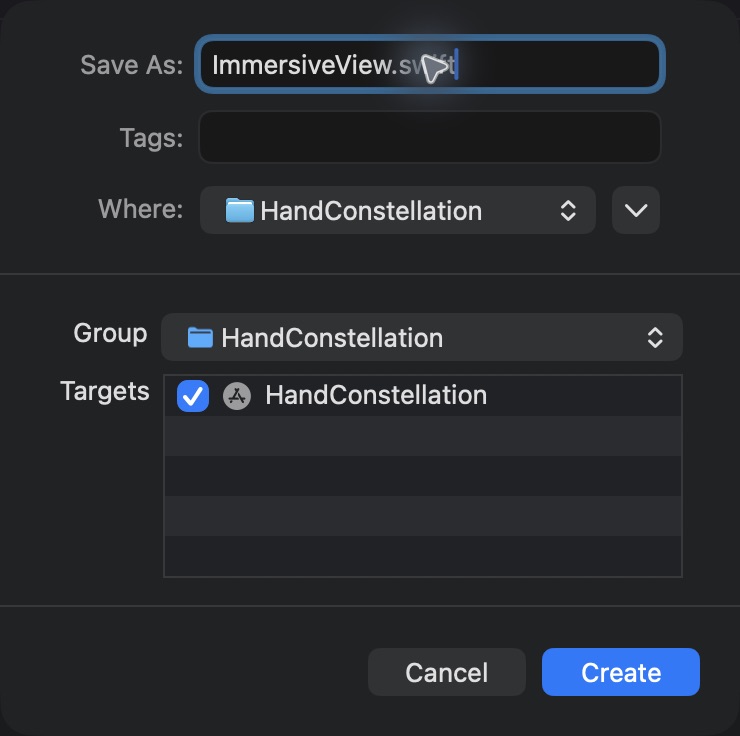 Save As: ImmersiveView.swift
Tags:
Where: HandConstellation
Group HandConstellation
Targets HandConstellation
Cancel Create